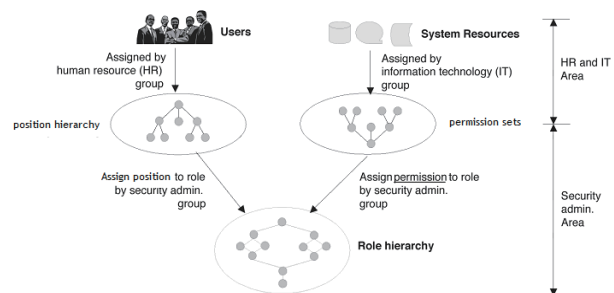 Users
System Resources
Assigned by
human resource (HR)
group
Assigned by
information technology (IT)
group
HR and IT
Area
position hierarchy
permission sets
Assign position to role
by security admin.
group
Assign permission to role
by security admin.
group
Security
admin.
Area
Role hierarchy